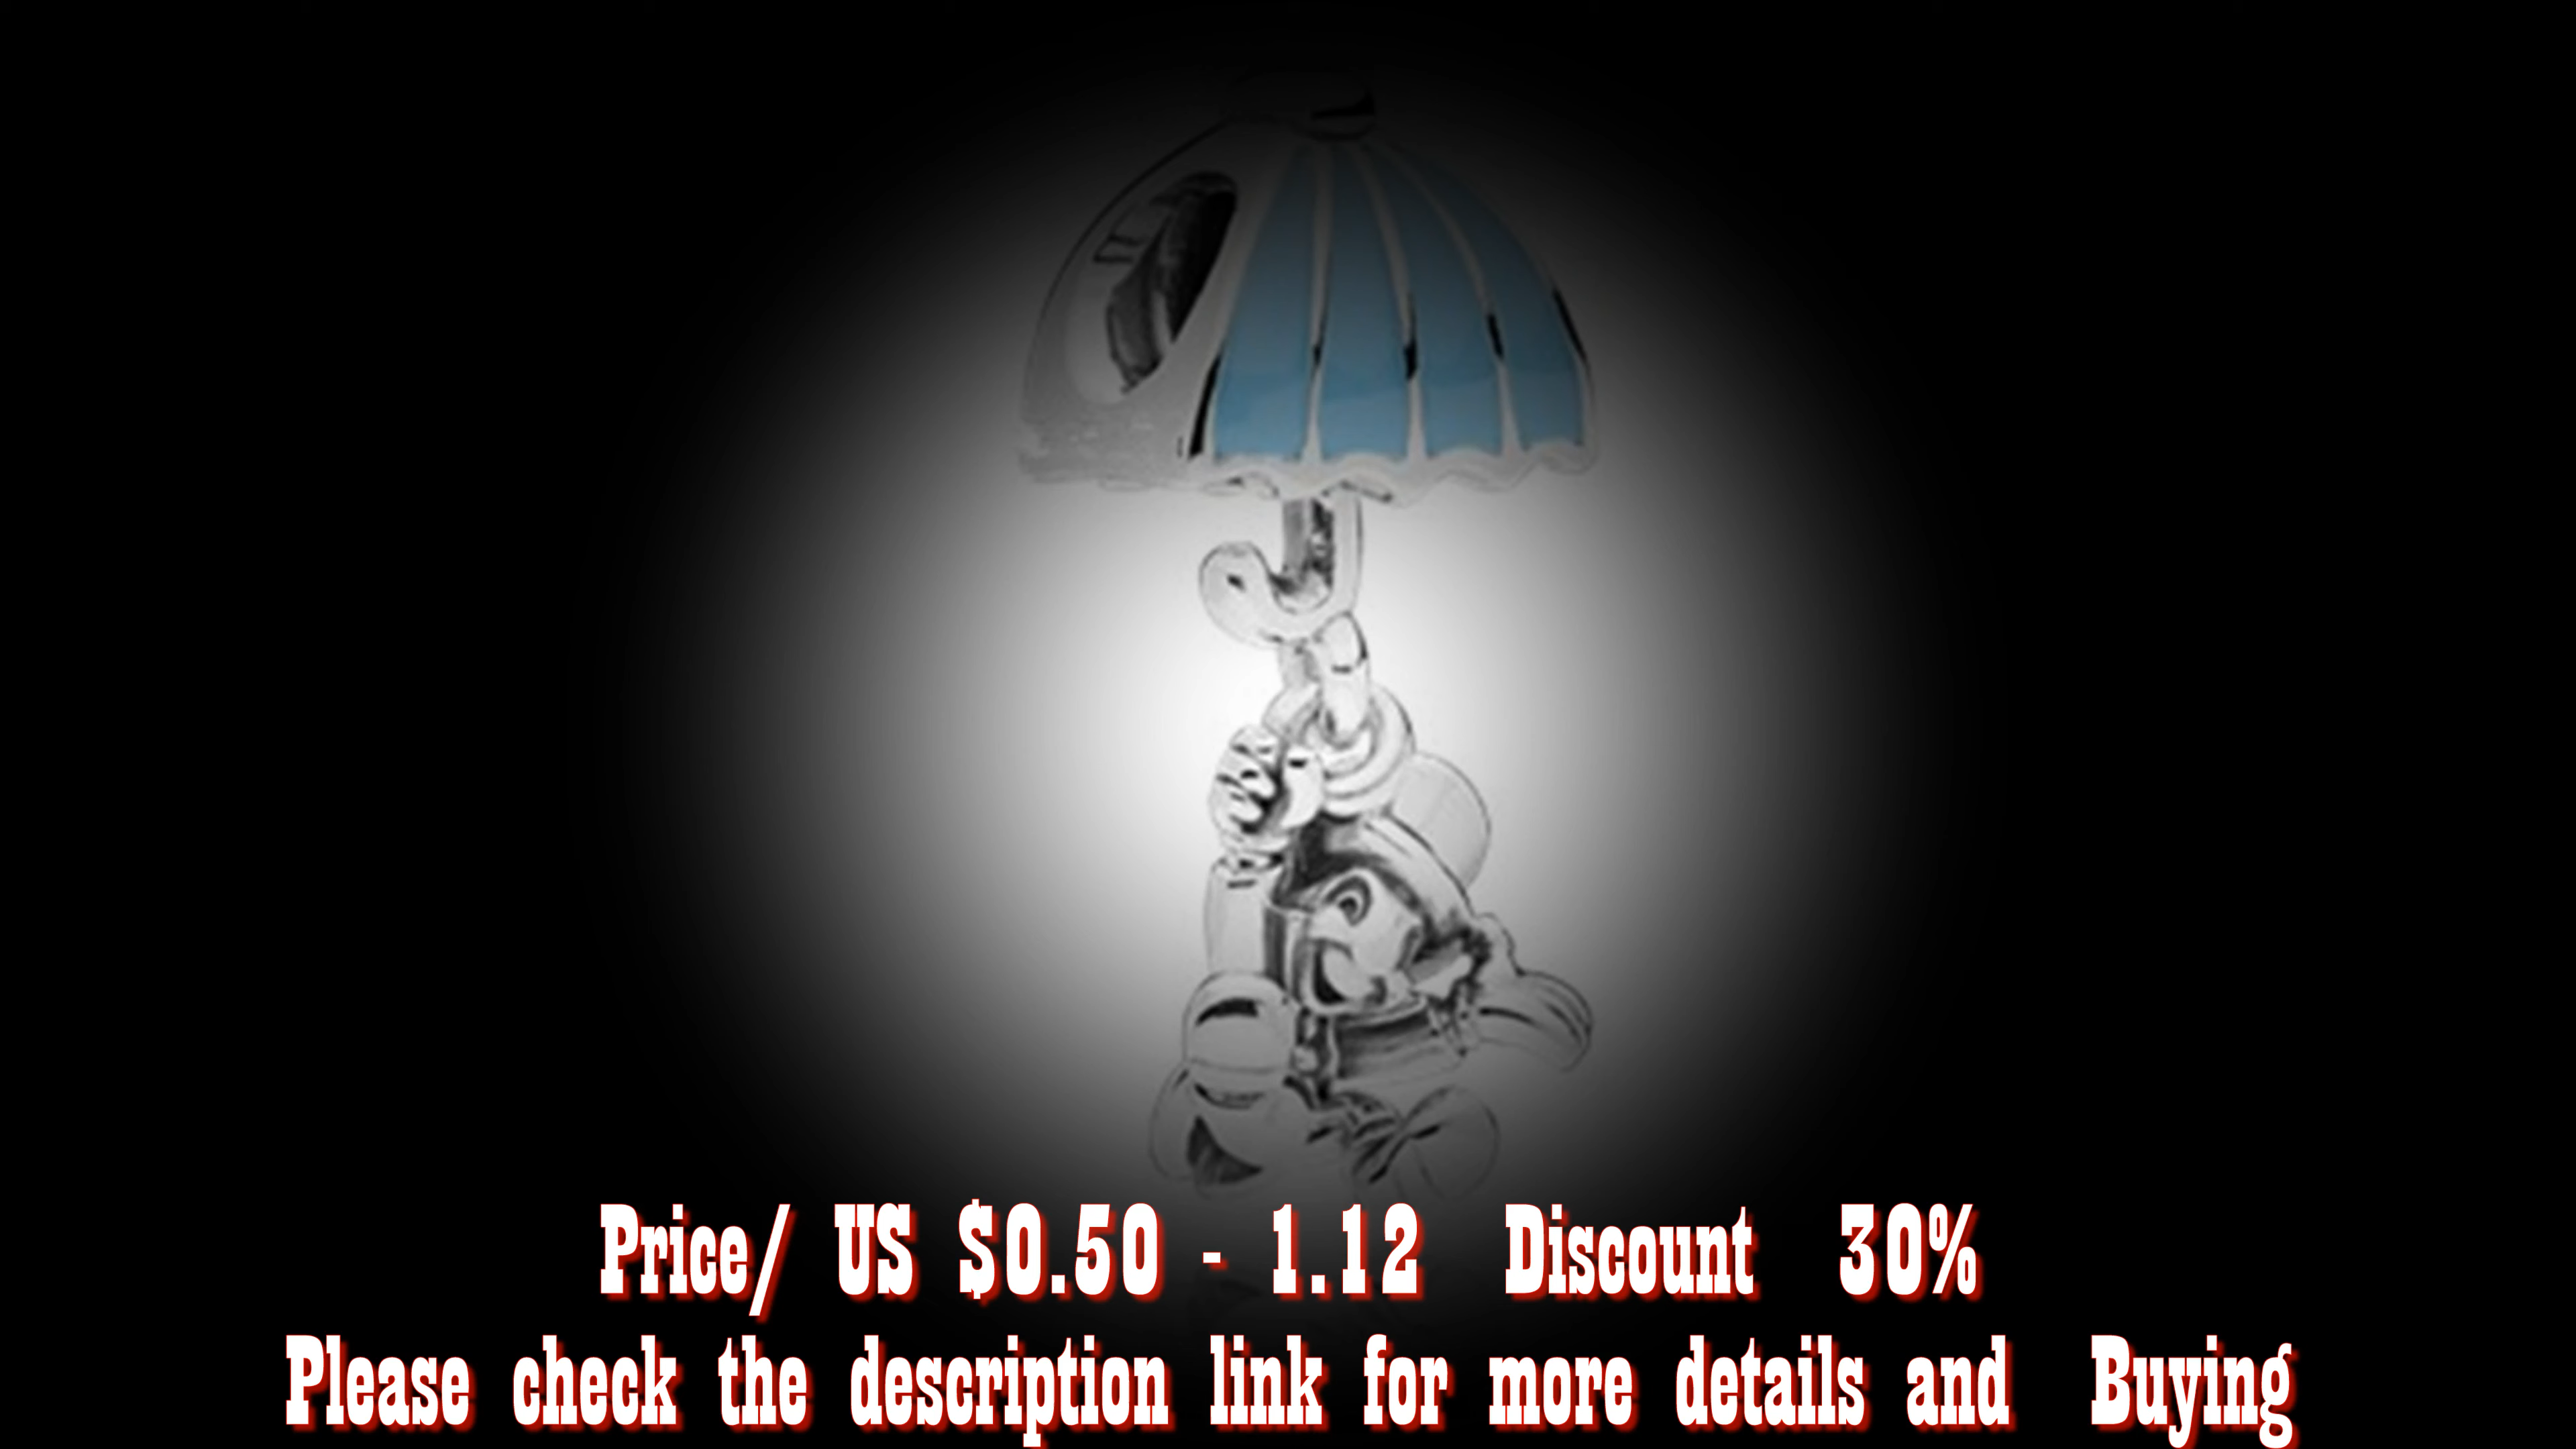 Price/ US $0.50 - 1.12 Discount 30%
Please check the description link for more details and Buying